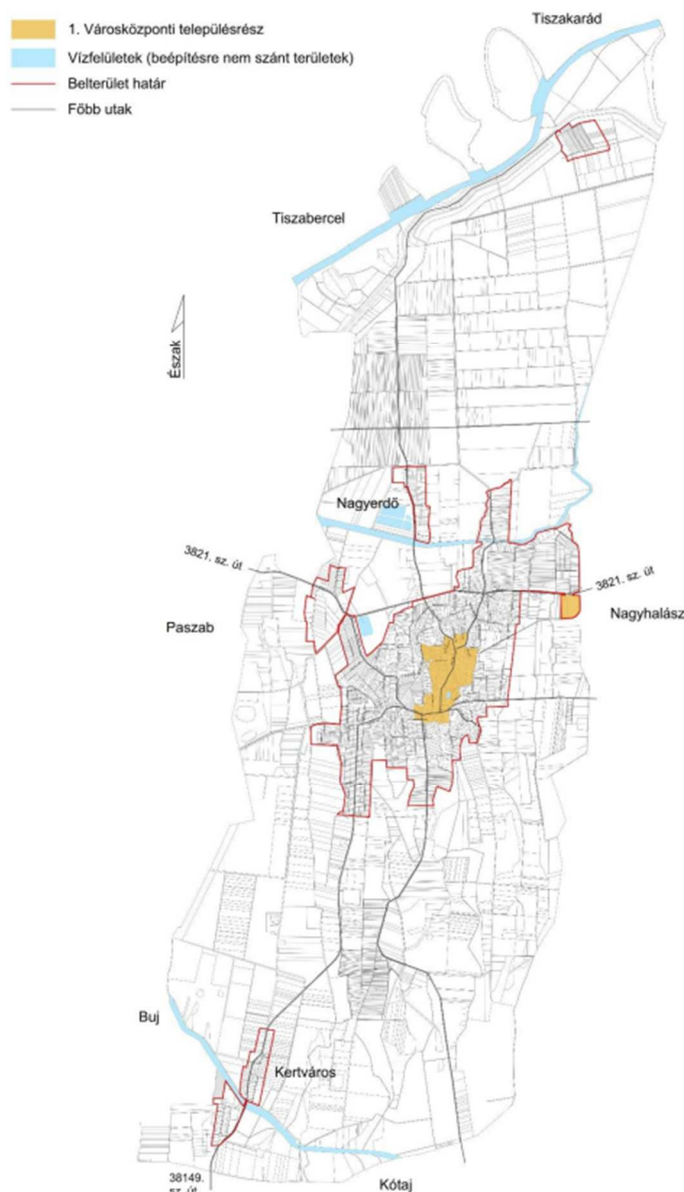 1. Városközponti településrész
Vízfelületek (beépítésre nem szánt területek)
Belterület határ
Főbb utak
Tiszakarád
Tiszabercel
Észak
Nagyerdő
3821. sz. út
3821. sz. út
Paszab
Nagyhalász
Buj
Kertváros
38149.
sz. út
Kótaj